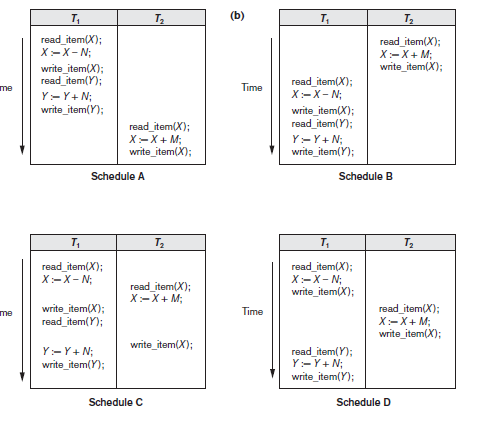 T₁ T₂
read_item(X);
X := X – N;
write_item(X);
read_item(Y);
me
Y := Y + N;
write_item(Y);
read_item(X);
X := X + M;
write_item(X);
Schedule A
(b)
T₁ T₂
read_item(X);
X := X + M;
write_item(X);
Time
read_item(X);
X := X – N;
write_item(X);
read_item(Y);
Y := Y + N;
write_item(Y);
Schedule B
T₁ T₂
read_item(X);
X := X – N;
read_item(X);
X := X + M;
me
write_item(X);
read_item(Y);
write_item(X);
Y := Y + N;
write_item(Y);
Schedule C
T₁ T₂
read_item(X);
X := X – N;
write_item(X);
Time
read_item(X);
X := X + M;
write_item(X);
read_item(Y);
Y := Y + N;
write_item(Y);
Schedule D